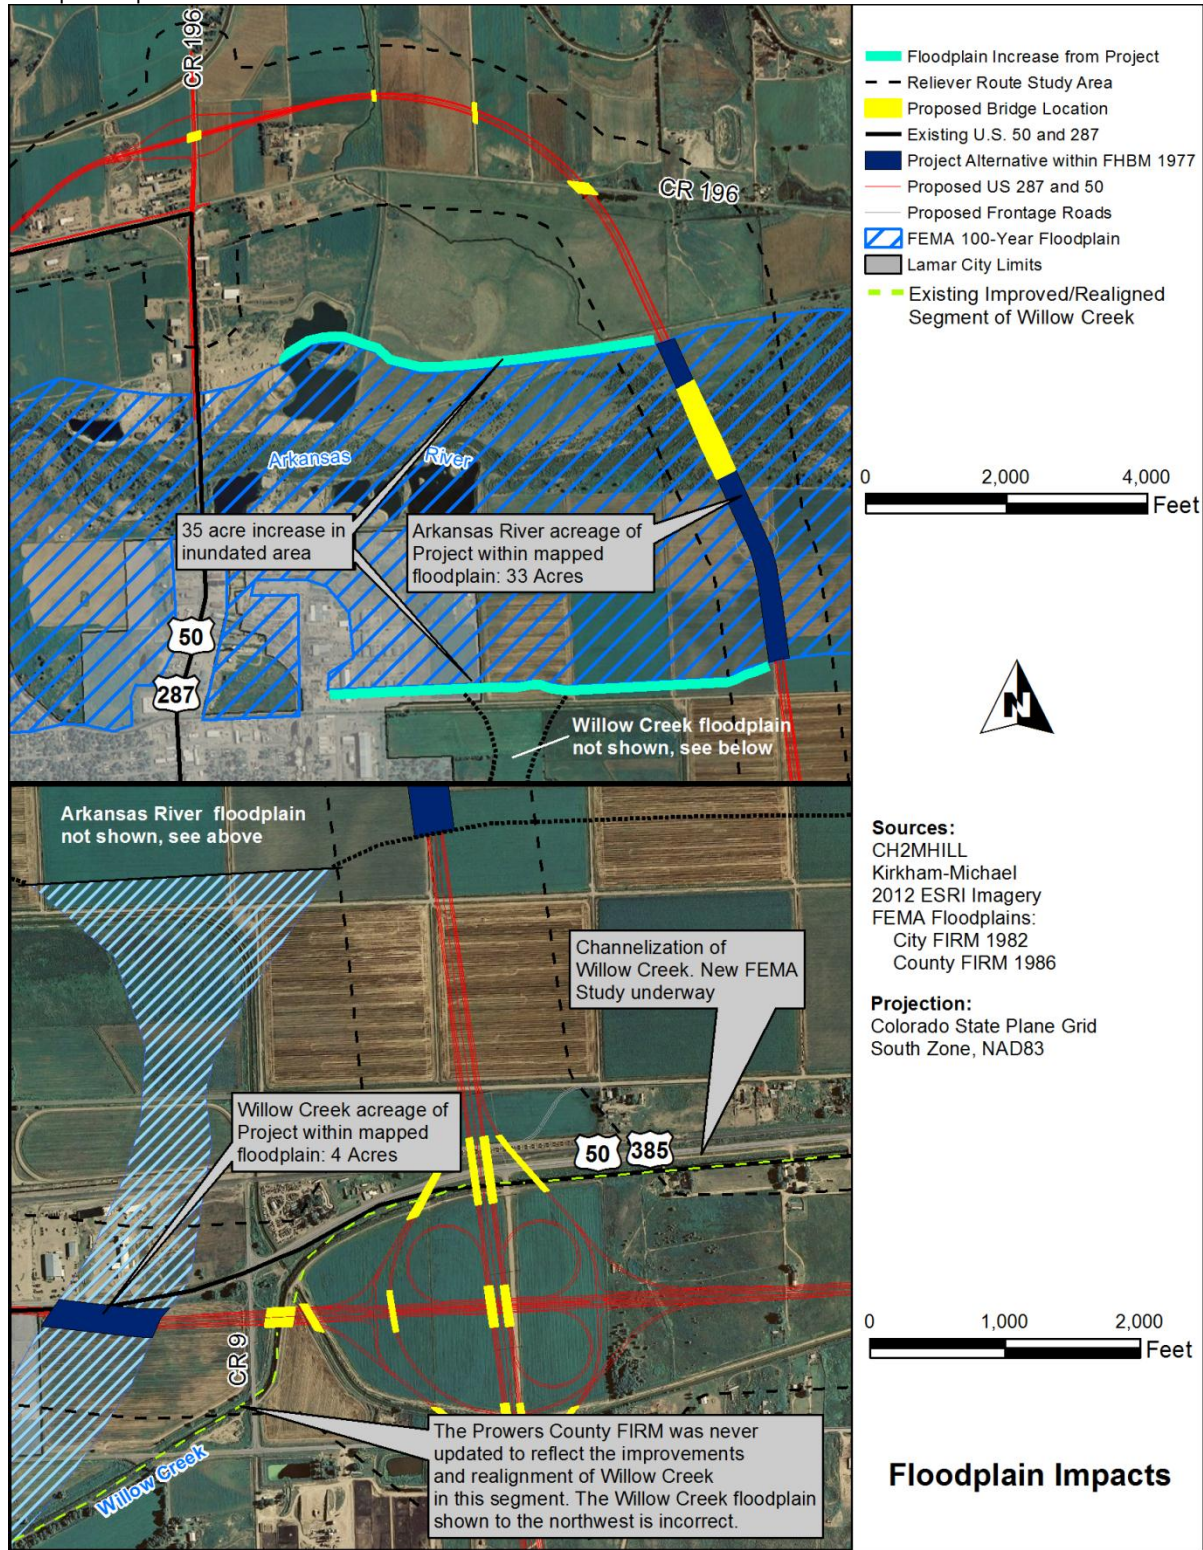 CR 196
CR 196
Arkansas River
35 acre increase in
inundated area
Arkansas River acreage of
Project within mapped
floodplain: 33 Acres
50
287
Willow Creek floodplain
not shown, see below
Floodplain Increase from Project
Reliever Route Study Area
Proposed Bridge Location
Existing U.S. 50 and 287
Project Alternative within FHBM 1977
Proposed US 287 and 50
Proposed Frontage Roads
FEMA 100-Year Floodplain
Lamar City Limits
Existing Improved/Realigned
Segment of Willow Creek
0 2,000 4,000
Feet
N
Arkansas River floodplain
not shown, see above
Channelization of
Willow Creek. New FEMA
Study underway
Willow Creek acreage of
Project within mapped
floodplain: 4 Acres
50 385
CR 9
Willow Creek
The Prowers County FIRM was never
updated to reflect the improvements
and realignment of Willow Creek
in this segment. The Willow Creek floodplain
shown to the northwest is incorrect.
Sources:
CH2MHILL
Kirkham-Michael
2012 ESRI Imagery
FEMA Floodplains:
City FIRM 1982
County FIRM 1986
Projection:
Colorado State Plane Grid
South Zone, NAD83
0 1,000 2,000
Feet
Floodplain Impacts